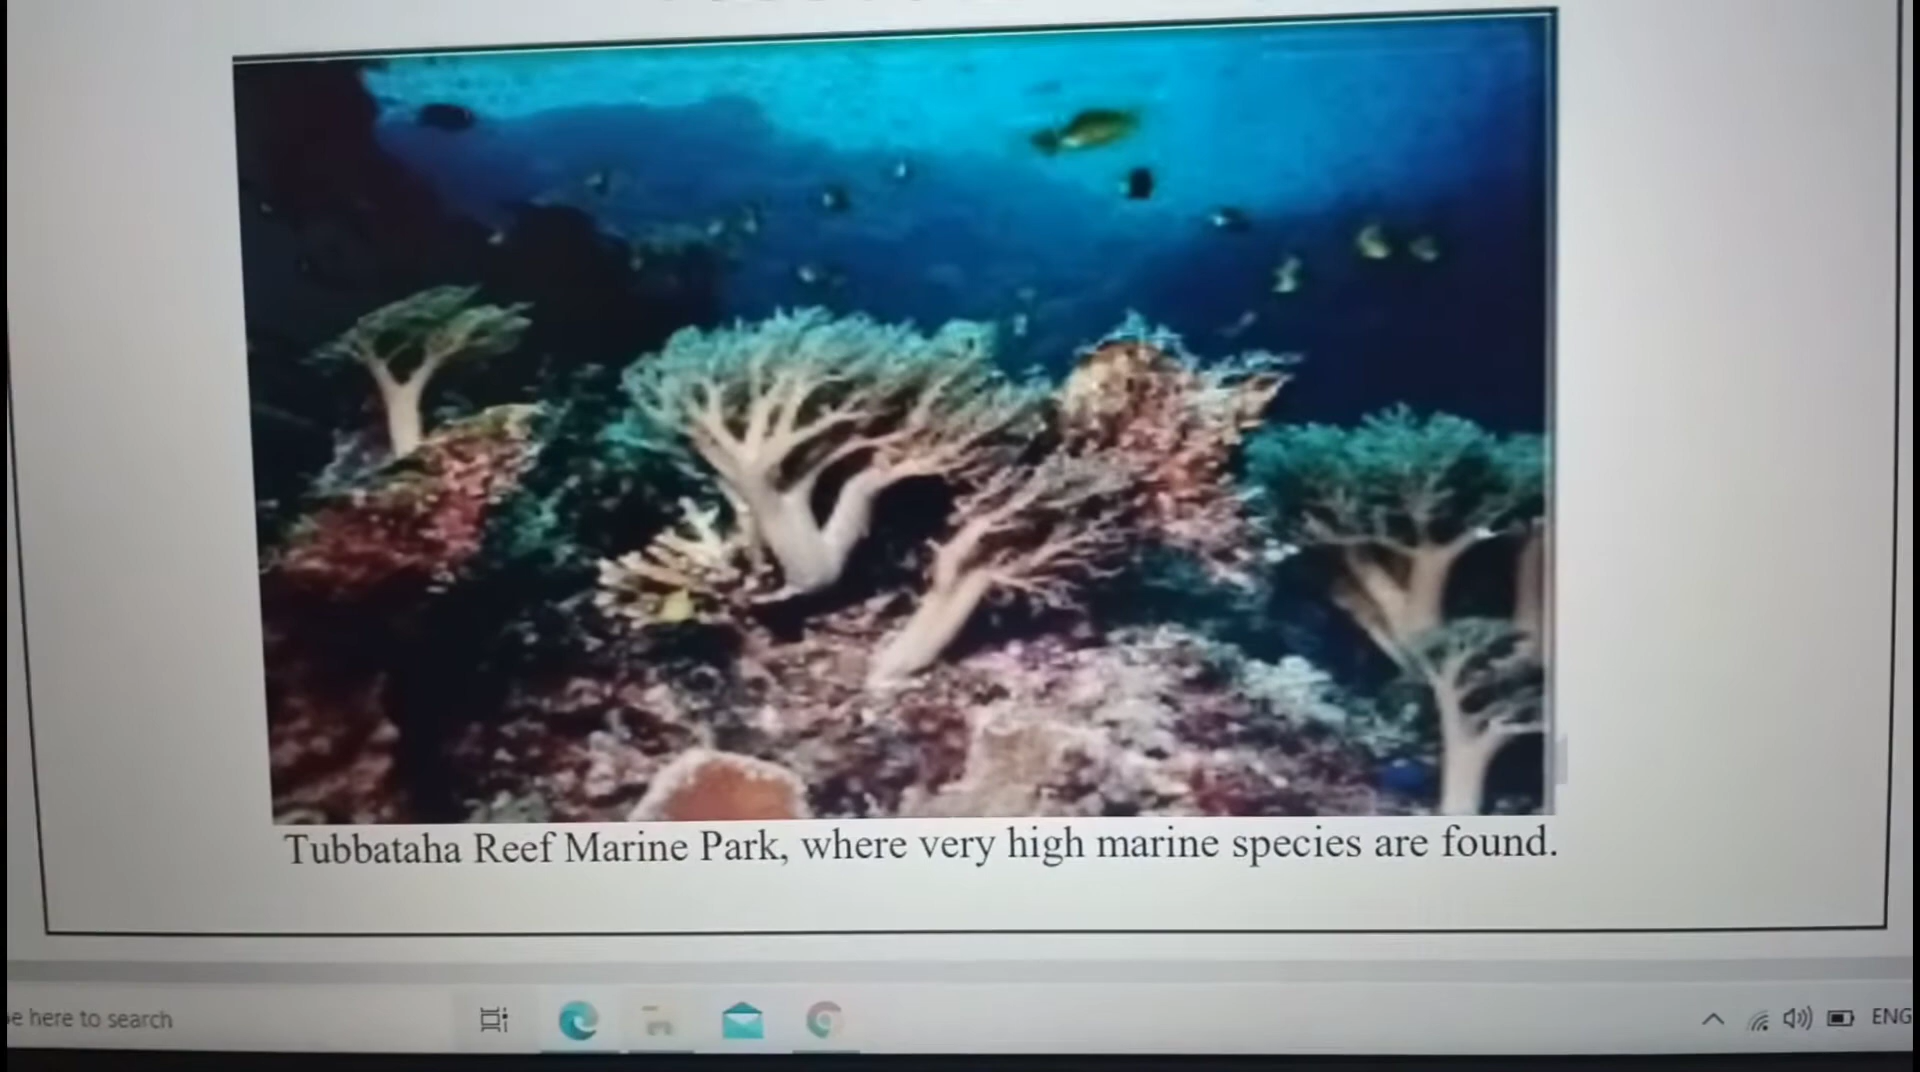 Tubbataha Reef Marine Park, where very high marine species are found.
here to search
ENG